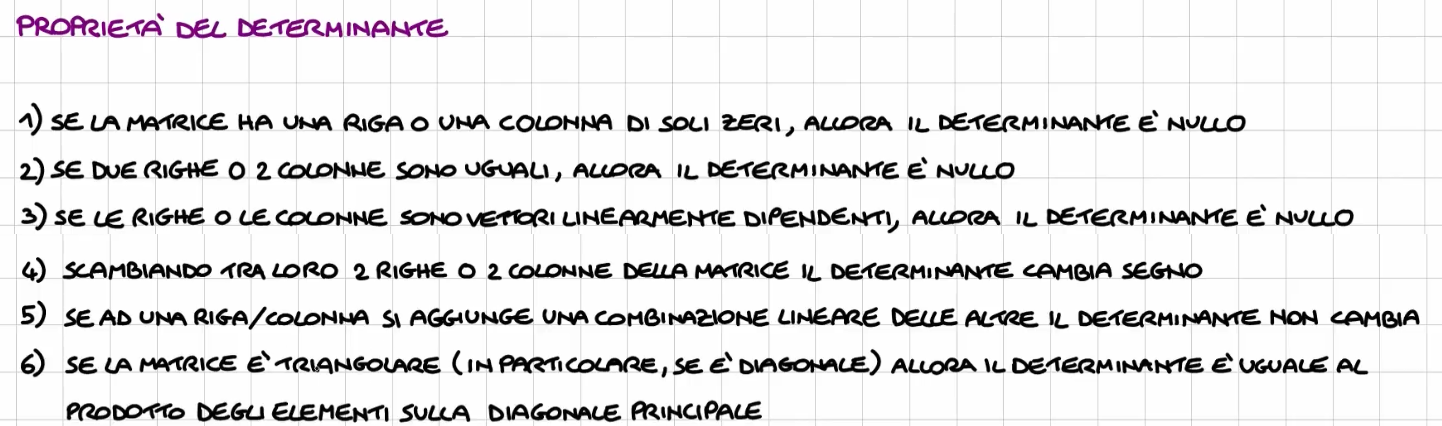 PROPRIETÀ DEL DETERMINANTE
1) SE LA MATRICE HA UNA RIGA O UNA COLONNA DI SOLI ZERI, ALLORA IL DETERMINANTE E' NULLO
2) SE DUE RIGHE O 2 COLONNE SONO UGUALI, ALLORA IL DETERMINANTE E' NULLO
3) SE LE RIGHE O LE COLONNE SONO VETTORI LINEARMENTE DIPENDENTI, ALLORA IL DETERMINANTE E' NULLO
4) SCAMBIANDO TRA LORO 2 RIGHE O 2 COLONNE DELLA MATRICE IL DETERMINANTE CAMBIA SEGNO
5) SE AD UNA RIGA/COLONNA SI AGGIUNGE UNA COMBINAZIONE LINEARE DELLE ALTRE IL DETERMINANTE NON CAMBIA
6) SE LA MATRICE E' TRIANGOLARE (IN PARTICOLARE, SE E' DIAGONALE) ALLORA IL DETERMINANTE E' UGUALE AL
PRODOTTO DEGLI ELEMENTI SULLA DIAGONALE PRINCIPALE